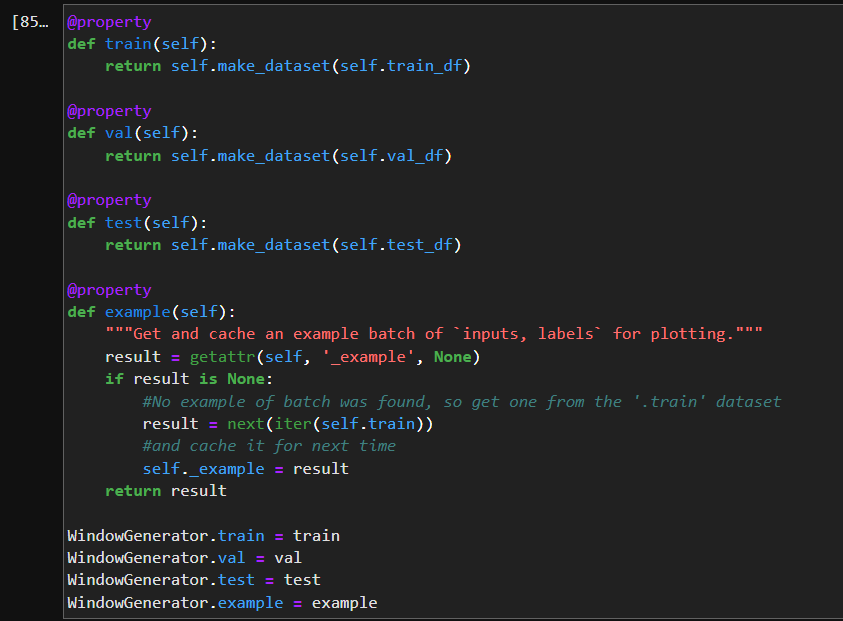 [85…
@property
def train(self):
    return self.make_dataset(self.train_df)

@property
def val(self):
    return self.make_dataset(self.val_df)

@property
def test(self):
    return self.make_dataset(self.test_df)

@property
def example(self):
    """Get and cache an example batch of `inputs, labels` for plotting."""
    result = getattr(self, '_example', None)
    if result is None:
        #No example of batch was found, so get one from the '.train' dataset
        result = next(iter(self.train))
        #and cache it for next time
        self._example = result
    return result

WindowGenerator.train = train
WindowGenerator.val = val
WindowGenerator.test = test
WindowGenerator.example = example